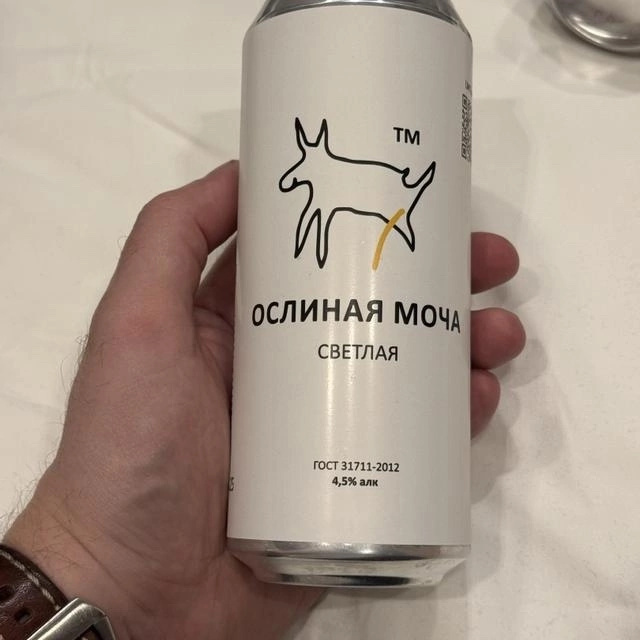 TM
ОСЛИНАЯ МОЧА
СВЕТЛАЯ
ГОСТ 31711-2012
4,5% алк